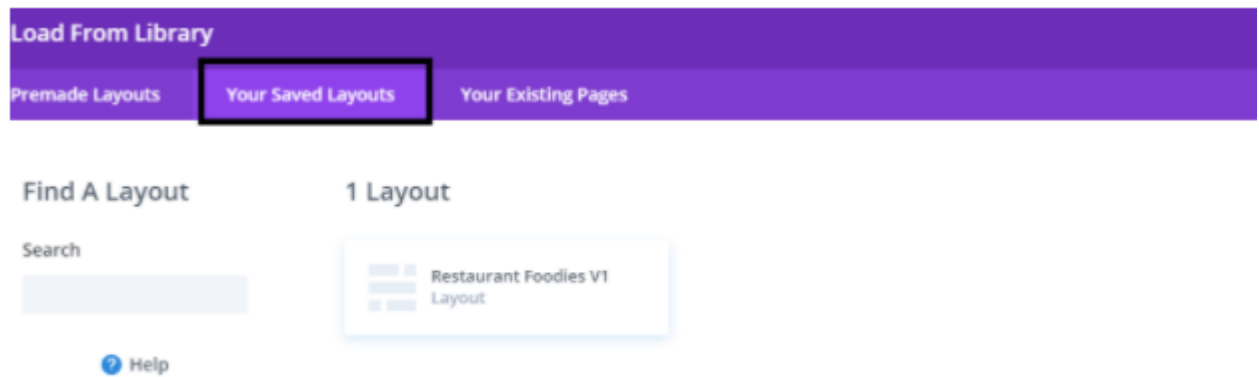 Load From Library
Premade Layouts Your Saved Layouts Your Existing Pages
Find A Layout
1 Layout
Search
Restaurant Foodies V1
Layout
? Help